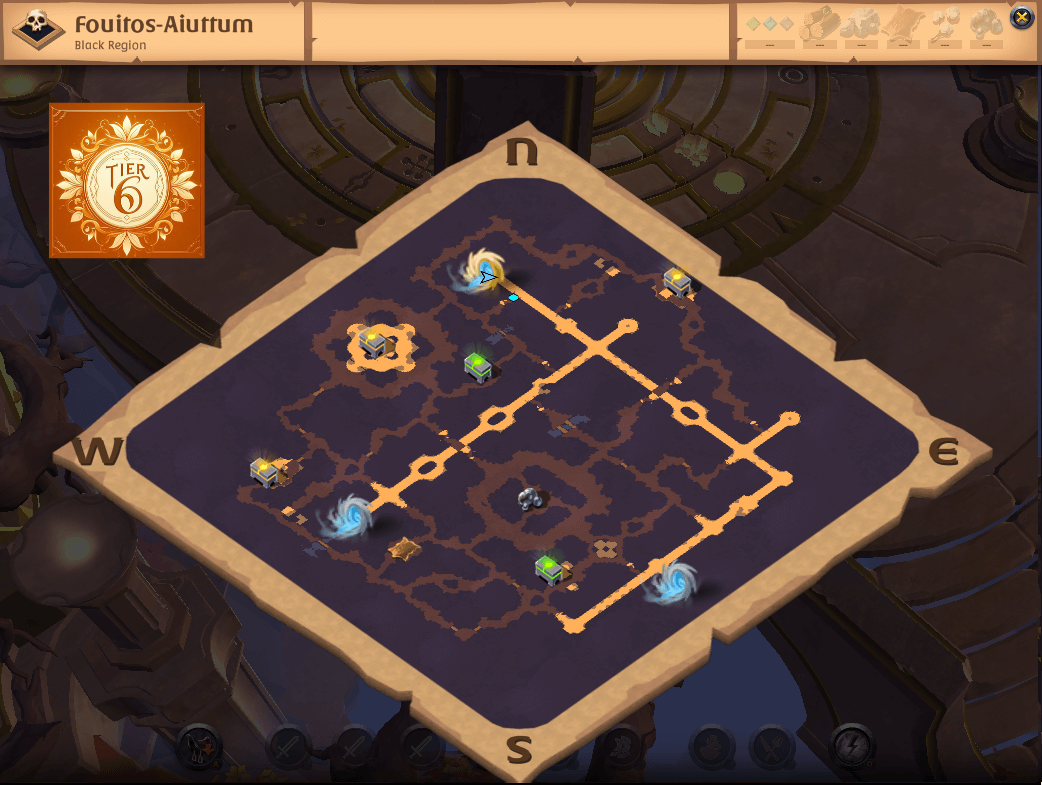 Fouitos-Aiuttum
Black Region
-- -- -- -- -- --
TIER
6
N
W
E
S